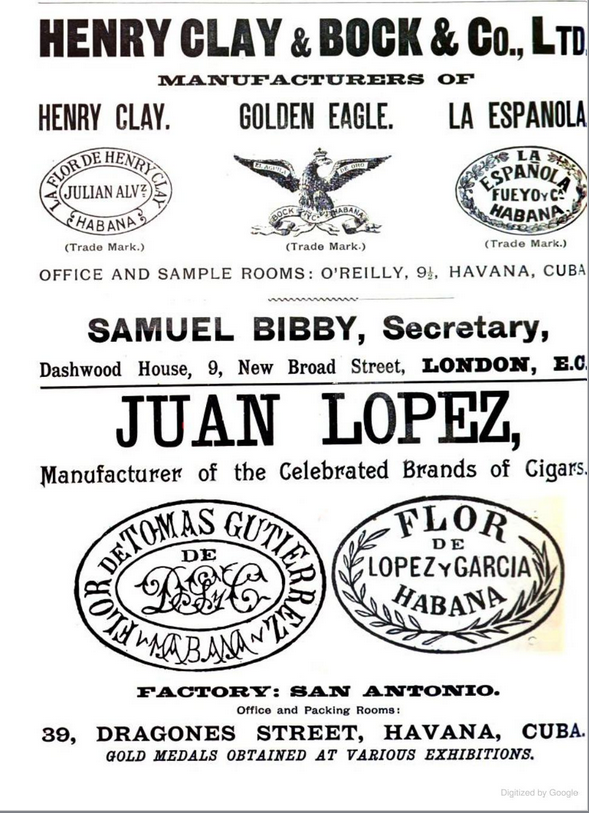 HENRY CLAY & BOCK & Co., LTD
MANUFACTURERS OF
HENRY CLAY. GOLDEN EAGLE. LA ESPANOLA
LA FLOR DE HENRY CLAY
JULIAN ALVZ
HABANA
EL AGUILA DE ORO
BOCK Y CA HABANA
LA
ESPAÑOLA
FUEYO Y Ca
HABANA
(Trade Mark.) (Trade Mark.) (Trade Mark.)
OFFICE AND SAMPLE ROOMS: O'REILLY, 9½, HAVANA, CUBA
SAMUEL BIBBY, Secretary,
Dashwood House, 9, New Broad Street, LONDON, E.C.
JUAN LOPEZ,
Manufacturer of the Celebrated Brands of Cigars.
FLOR DE TOMAS GUTIERREZ
DE
HABANA
FLOR
DE
LOPEZ Y GARCIA
HABANA
FACTORY: SAN ANTONIO.
Office and Packing Rooms:
39, DRAGONES STREET, HAVANA, CUBA.
GOLD MEDALS OBTAINED AT VARIOUS EXHIBITIONS.
Digitized by Google